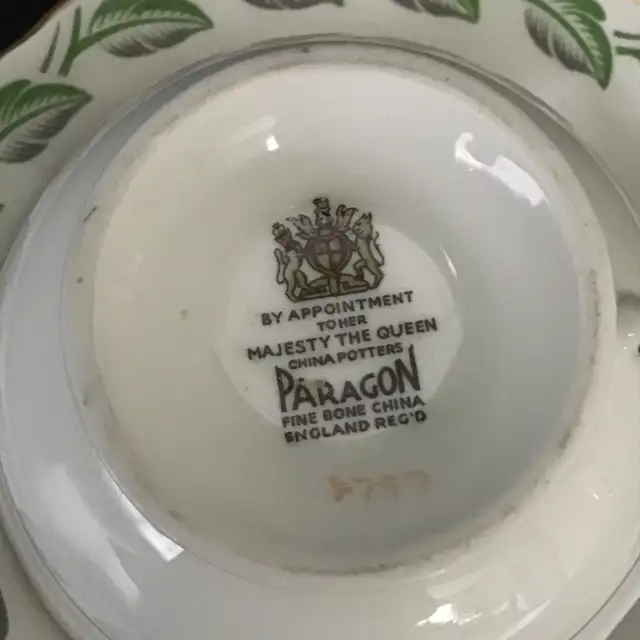 BY APPOINTMENT
TO HER
MAJESTY THE QUEEN
CHINA POTTERS
PARAGON
FINE BONE CHINA
ENGLAND REG'D